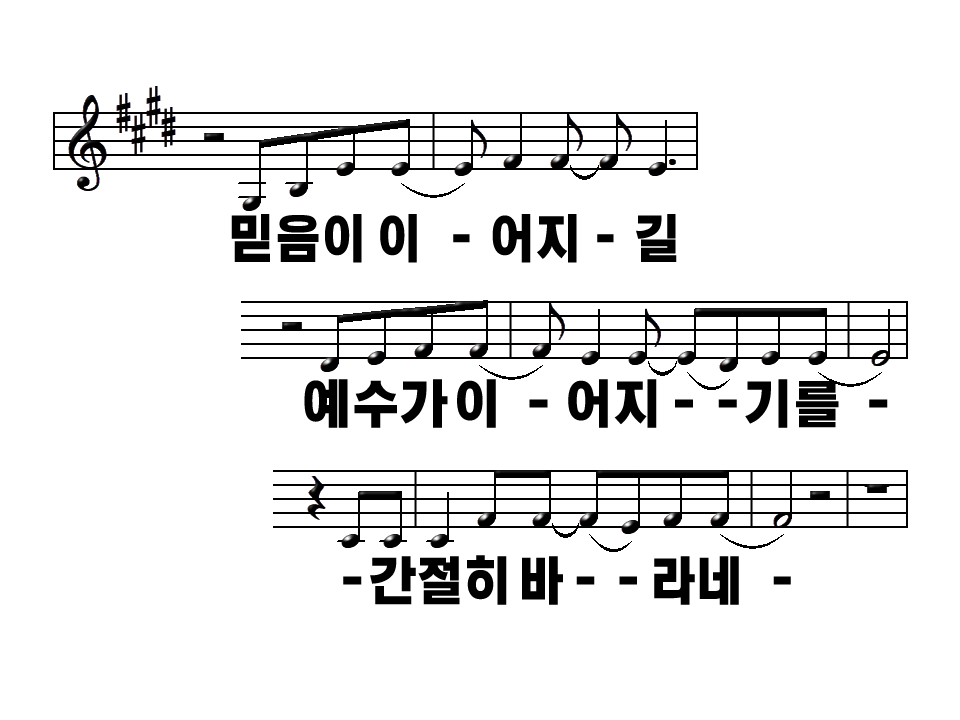 믿음이 이 - 어지 - 길
예수가 이 - 어지 - - 기를 -
- 간절히 바 - - 라네 -